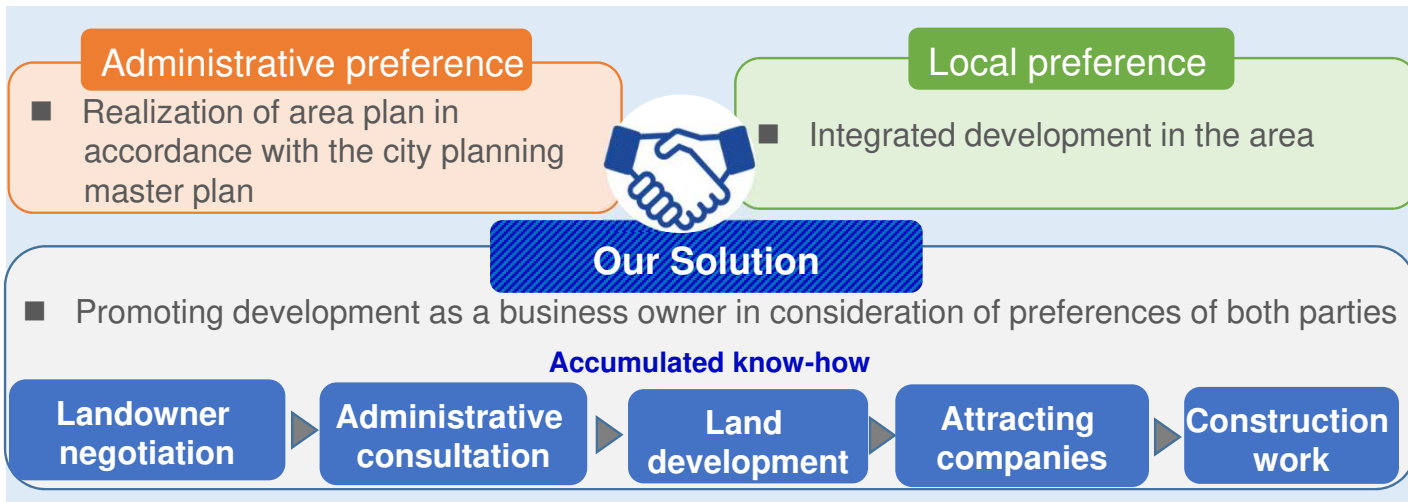 Administrative preference
■ Realization of area plan in
accordance with the city planning
master plan
Local preference
■ Integrated development in the area
Our Solution
■ Promoting development as a business owner in consideration of preferences of both parties
Accumulated know-how
Landowner
negotiation
Administrative
consultation
Land
development
Attracting
companies
Construction
work